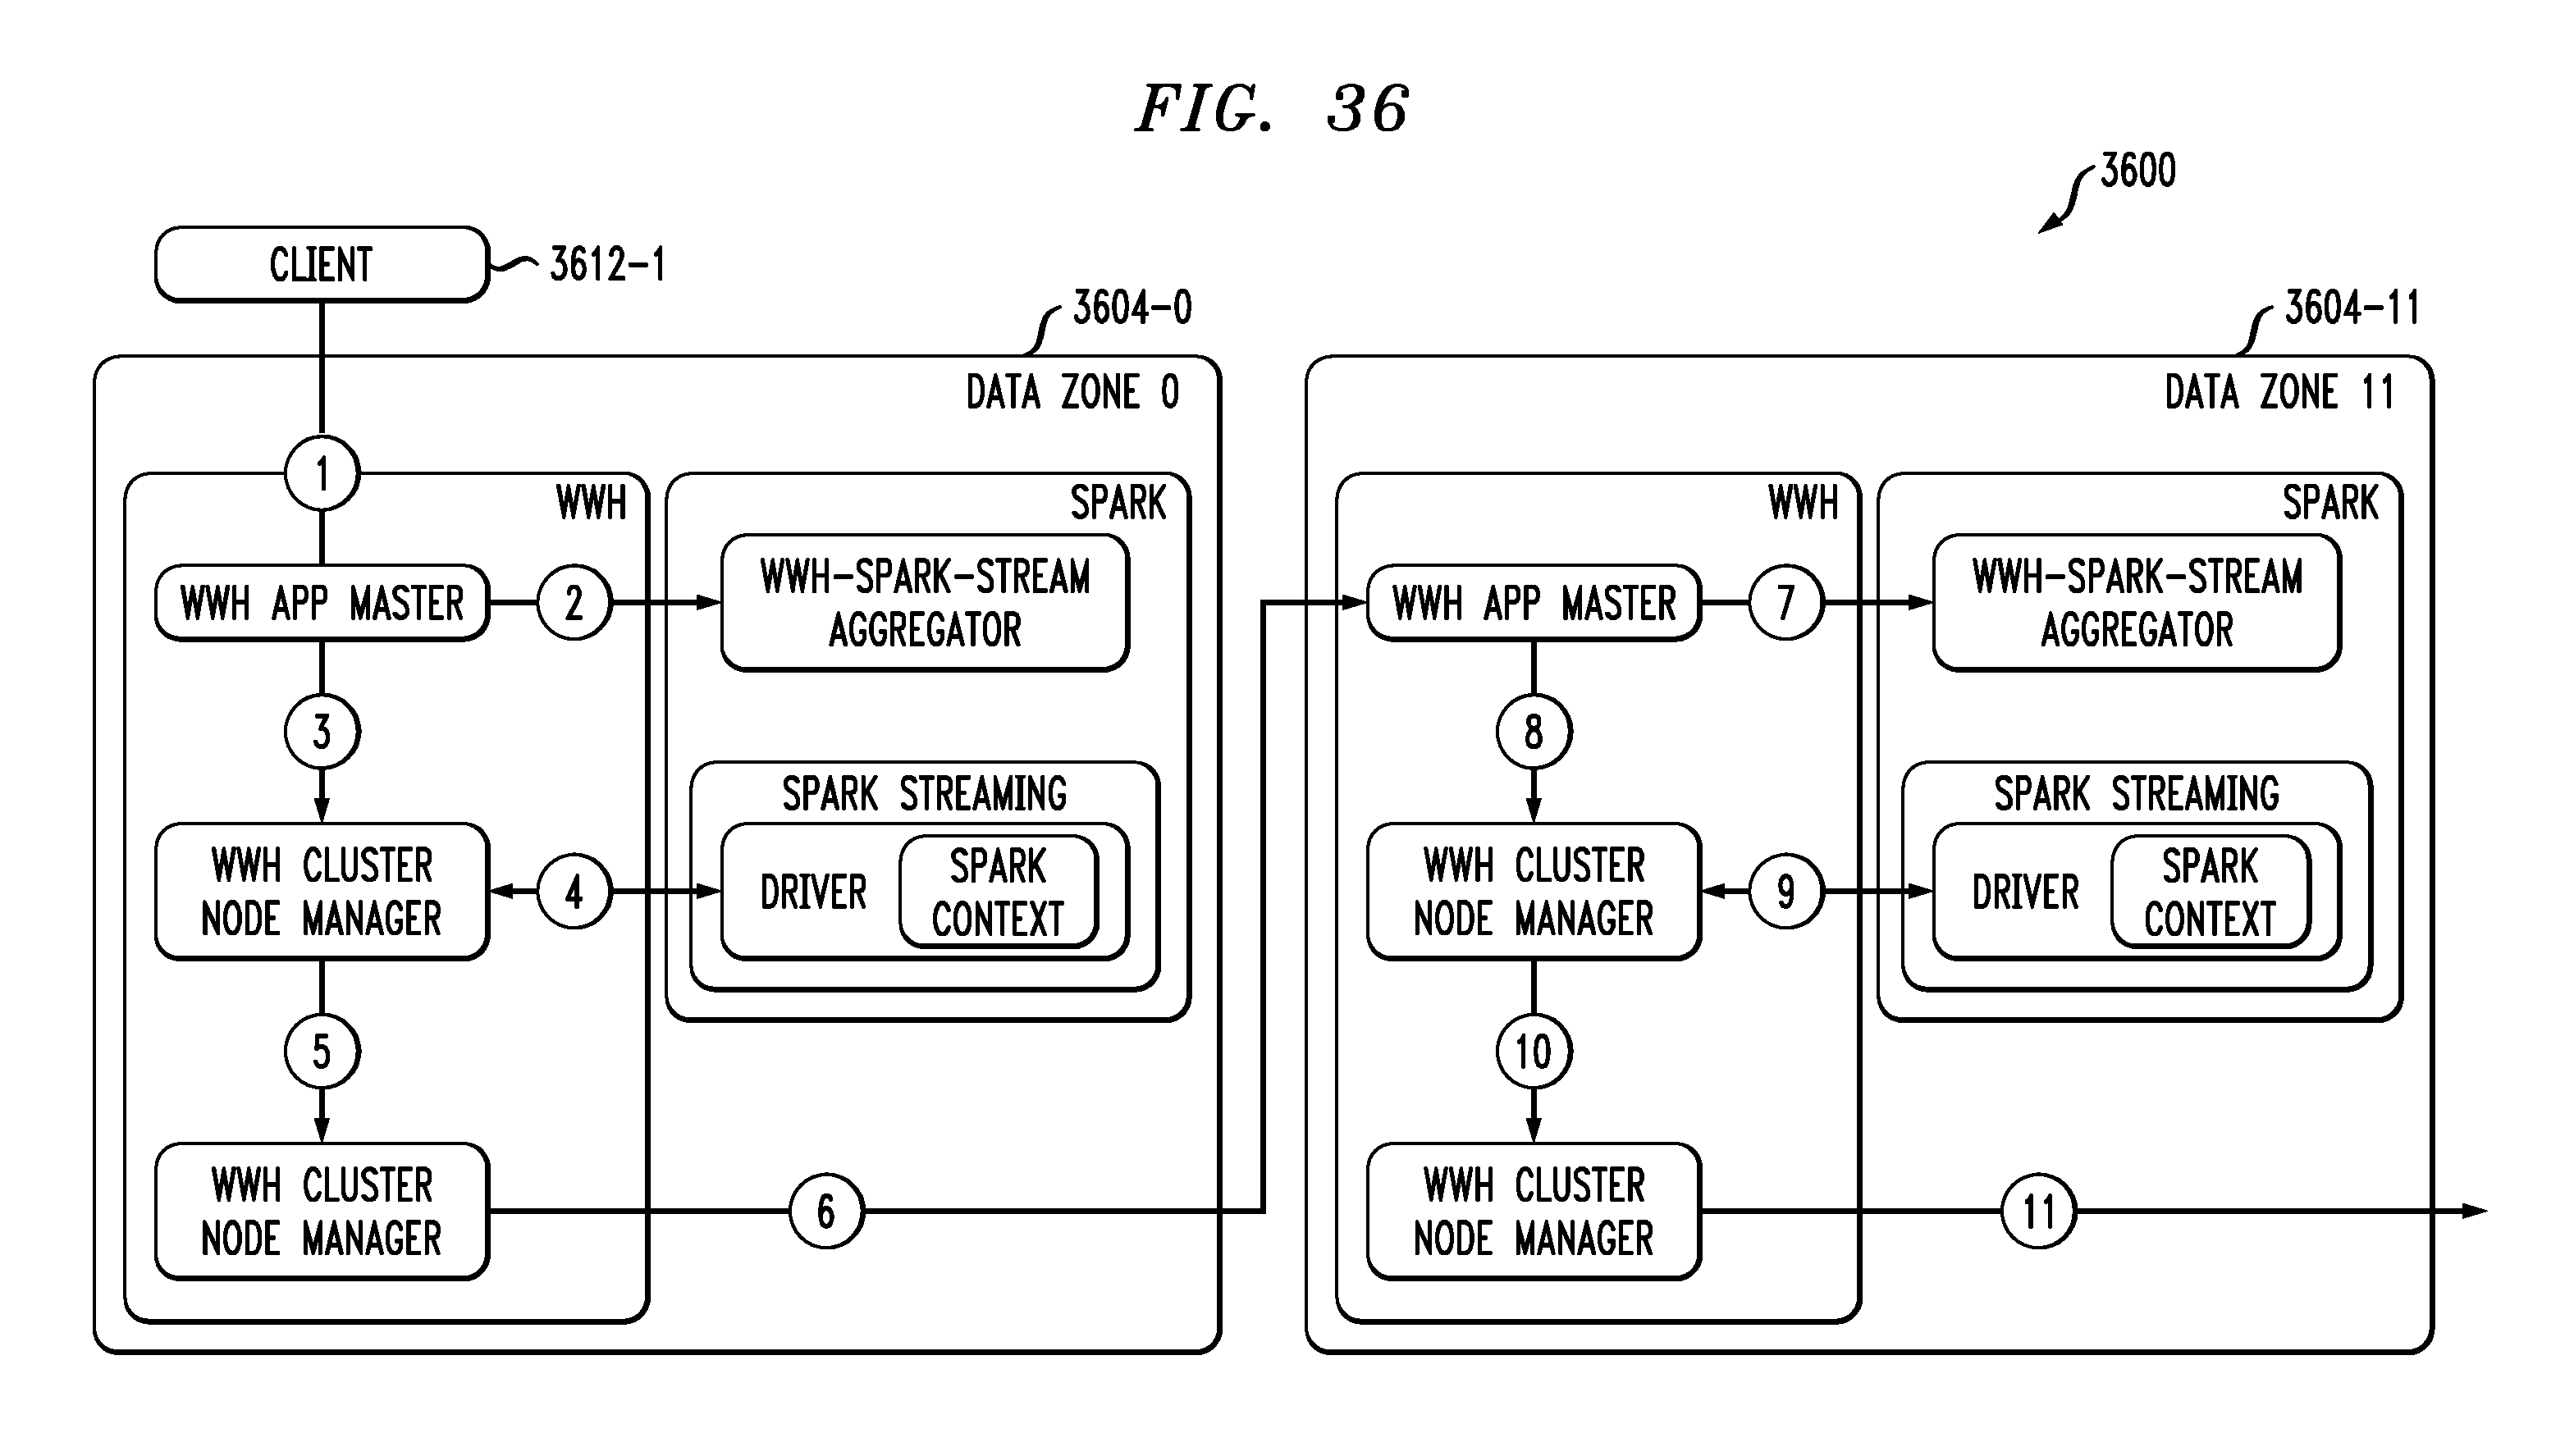 FIG. 36
3600
CLIENT
3612-1
3604-0
3604-11
DATA ZONE 0
DATA ZONE 11
1
WWH
SPARK
WWH
SPARK
WWH APP MASTER
2
WWH-SPARK-STREAM
AGGREGATOR
WWH APP MASTER
7
WWH-SPARK-STREAM
AGGREGATOR
3
8
SPARK STREAMING
SPARK STREAMING
WWH CLUSTER
NODE MANAGER
4
DRIVER
SPARK
CONTEXT
WWH CLUSTER
NODE MANAGER
9
DRIVER
SPARK
CONTEXT
5
10
WWH CLUSTER
NODE MANAGER
6
WWH CLUSTER
NODE MANAGER
11